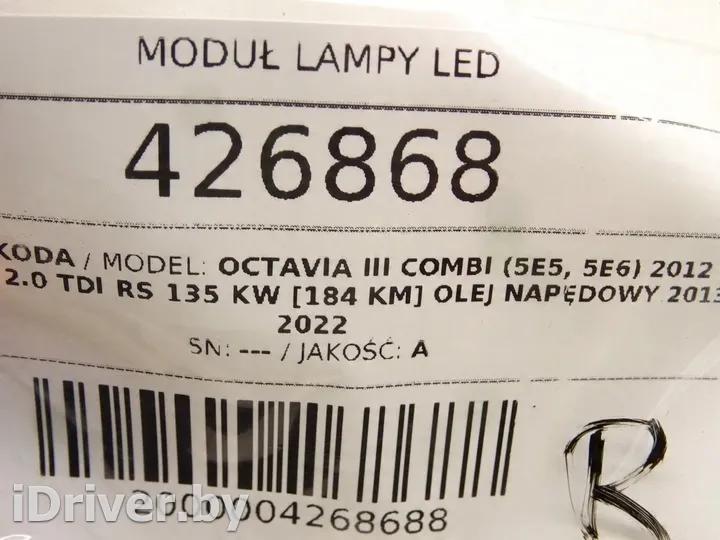 MODUŁ LAMPY LED
426868
KODA / MODEL: OCTAVIA III COMBI (5E5, 5E6) 2012
2.0 TDI RS 135 KW [184 KM] OLEJ NAPĘDOWY 2013
2022
SN: --- / JAKOŚĆ: A
2600004268688
R
iDriver.by